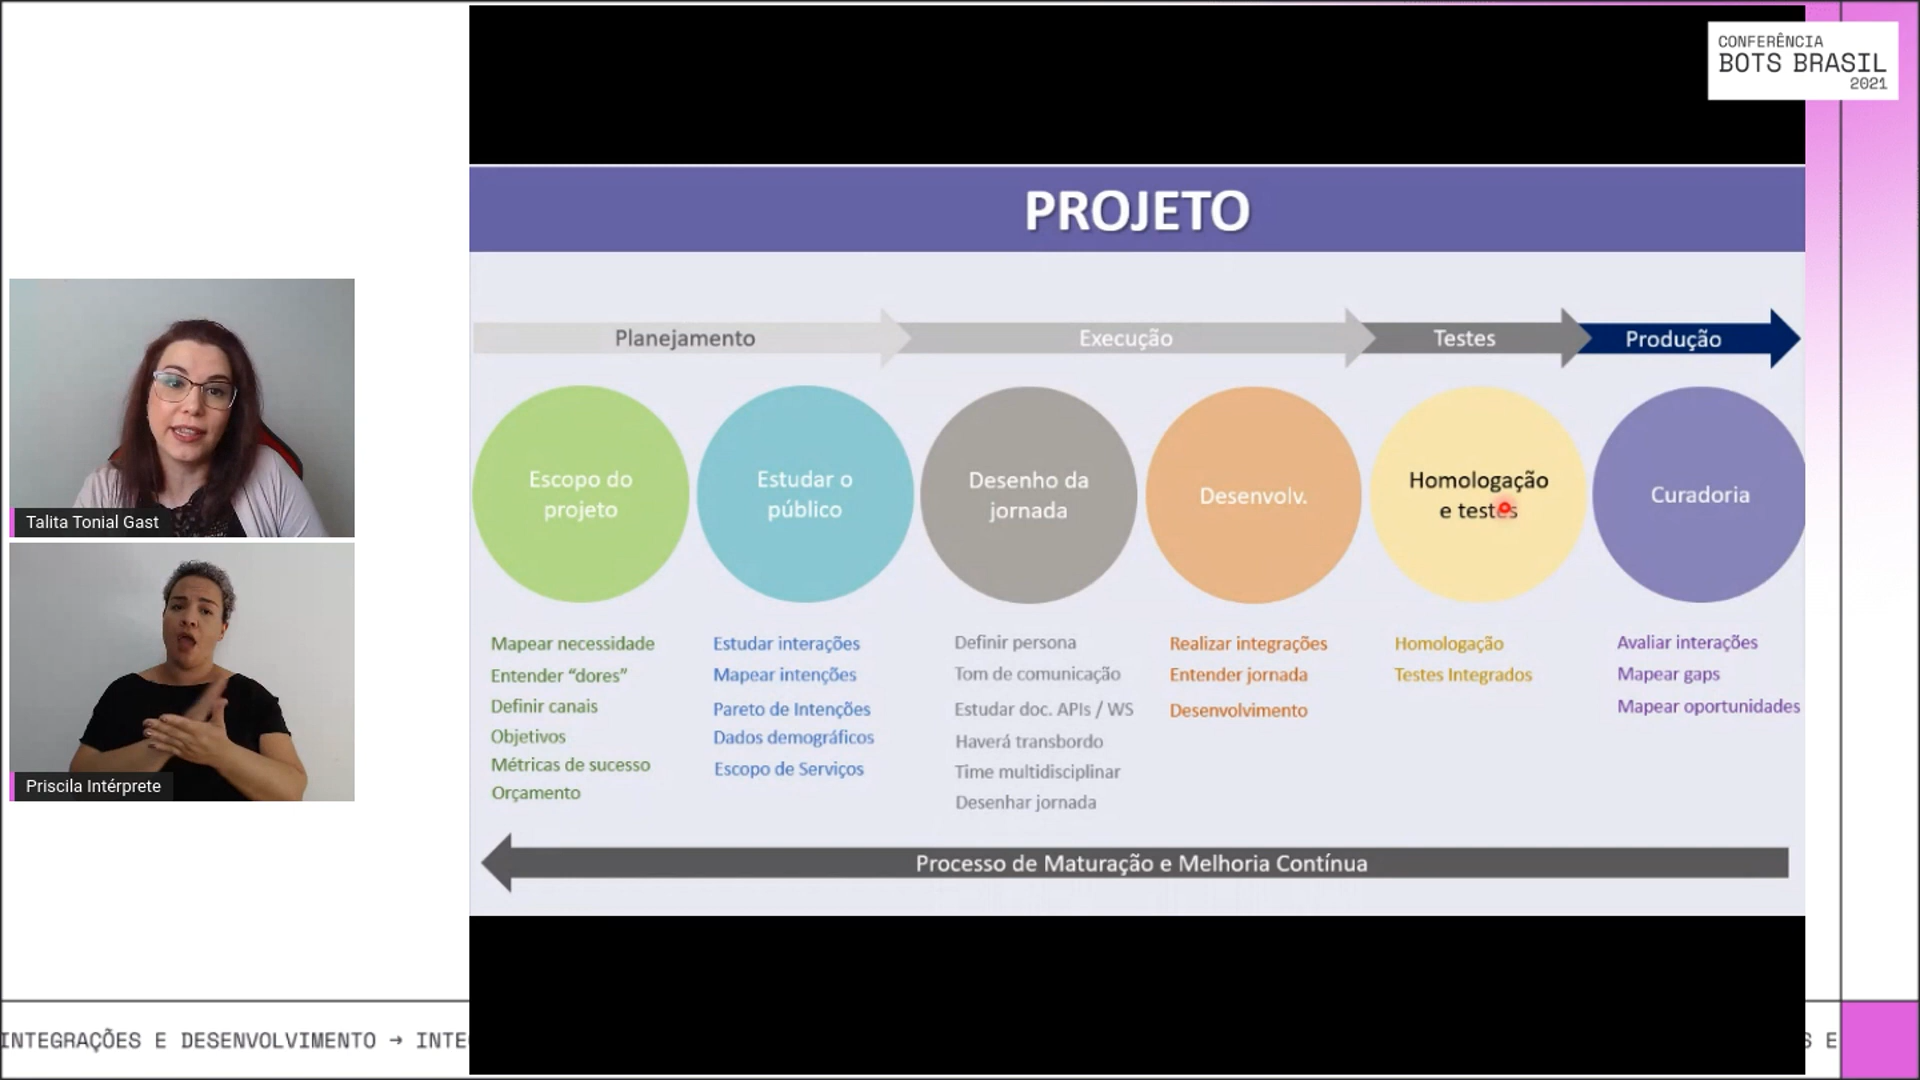 CONFERÊNCIA
BOTS BRASIL
2021
PROJETO
Planejamento
Execução
Testes
Produção
Escopo do
projeto
Estudar o
público
Desenho da
jornada
Desenvolv.
Homologação
e testes
Curadoria
Mapear necessidade
Entender “dores”
Definir canais
Objetivos
Métricas de sucesso
Orçamento
Estudar interações
Mapear intenções
Pareto de Intenções
Dados demográficos
Escopo de Serviços
Definir persona
Tom de comunicação
Estudar doc. APIs / WS
Haverá transbordo
Time multidisciplinar
Desenhar jornada
Realizar integrações
Entender jornada
Desenvolvimento
Homologação
Testes Integrados
Avaliar interações
Mapear gaps
Mapear oportunidades
Processo de Maturação e Melhoria Contínua
Talita Tonial Gast
Priscila Intérprete
INTEGRAÇÕES E DESENVOLVIMENTO → INTE
S E